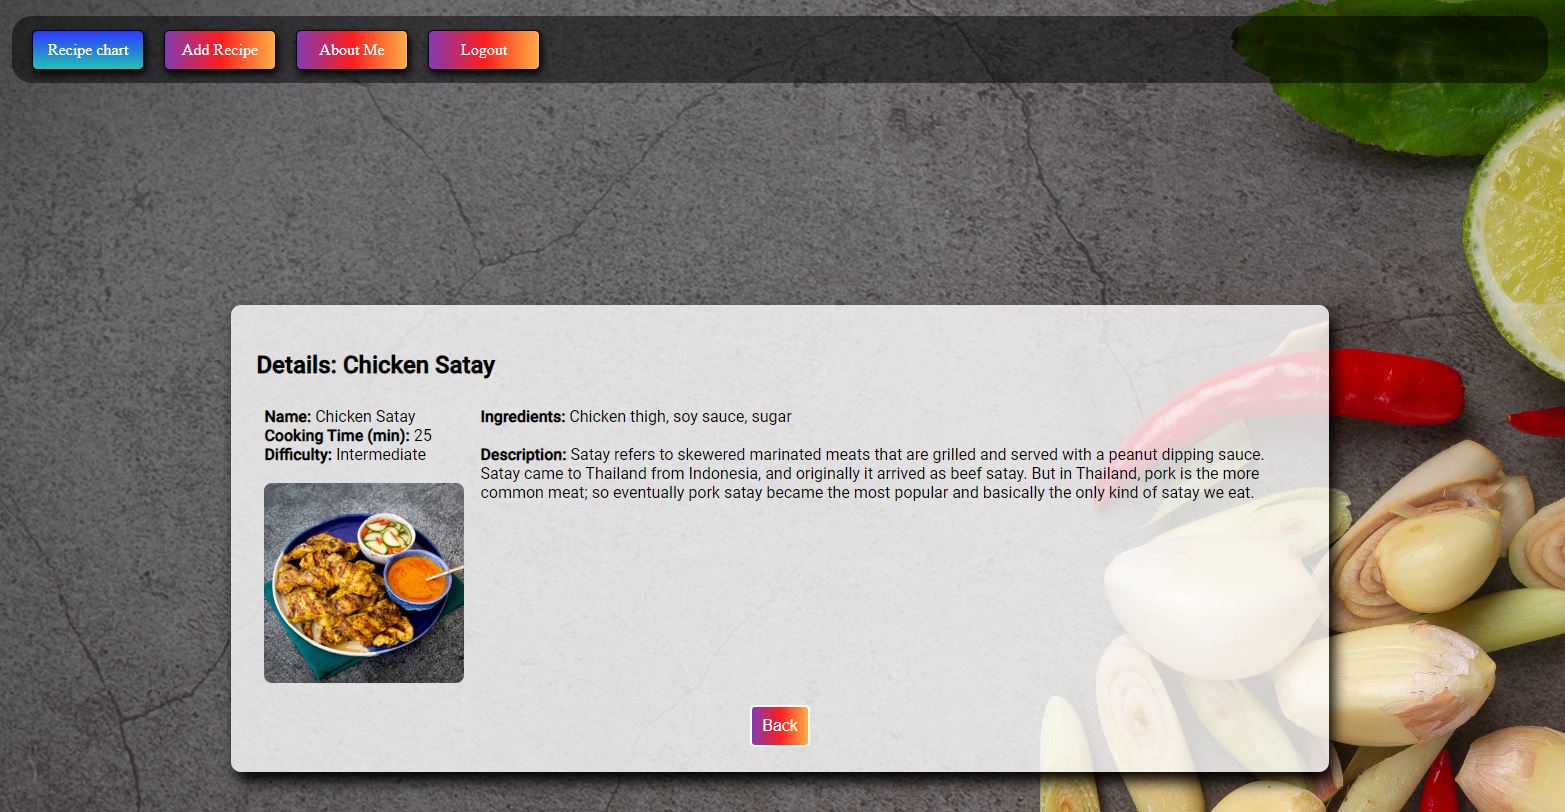 Recipe chart
Add Recipe
About Me
Logout
Details: Chicken Satay
Name: Chicken Satay
Cooking Time (min): 25
Difficulty: Intermediate
Ingredients: Chicken thigh, soy sauce, sugar
Description: Satay refers to skewered marinated meats that are grilled and served with a peanut dipping sauce.
Satay came to Thailand from Indonesia, and originally it arrived as beef satay. But in Thailand, pork is the more
common meat; so eventually pork satay became the most popular and basically the only kind of satay we eat.
Back